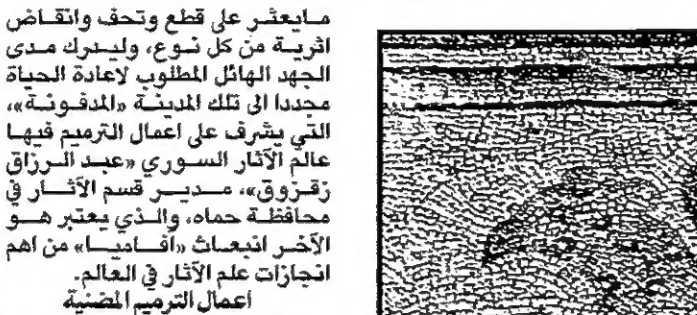 مايعثر على قطع وتحف وانقاض
اثرية من كل نوع، وليدرك مدى
الجهد الهائل المطلوب لاعادة الحياة
مجددا الى تلك المدينة «المدفونة»،
التي يشرف على اعمال الترميم فيها
عالم الآثار السوري «عبد الرزاق
زقزوق»، مدير قسم الآثار في
محافظة حماه، والذي يعتبر هو
الآخر انبعاث «افاميا» من اهم
انجازات علم الآثار في العالم.
اعمال الترميم المضنية